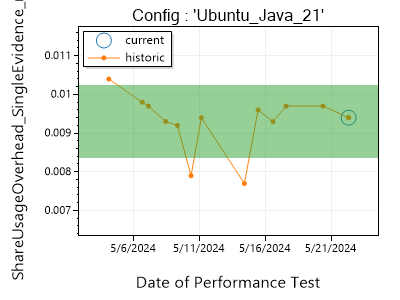 Config : 'Ubuntu_Java_21'
current
historic
0.011
0.01
0.009
0.008
0.007
5/6/2024
5/11/2024
5/16/2024
5/21/2024
Date of Performance Test
ShareUsageOverhead_SingleEvidence_